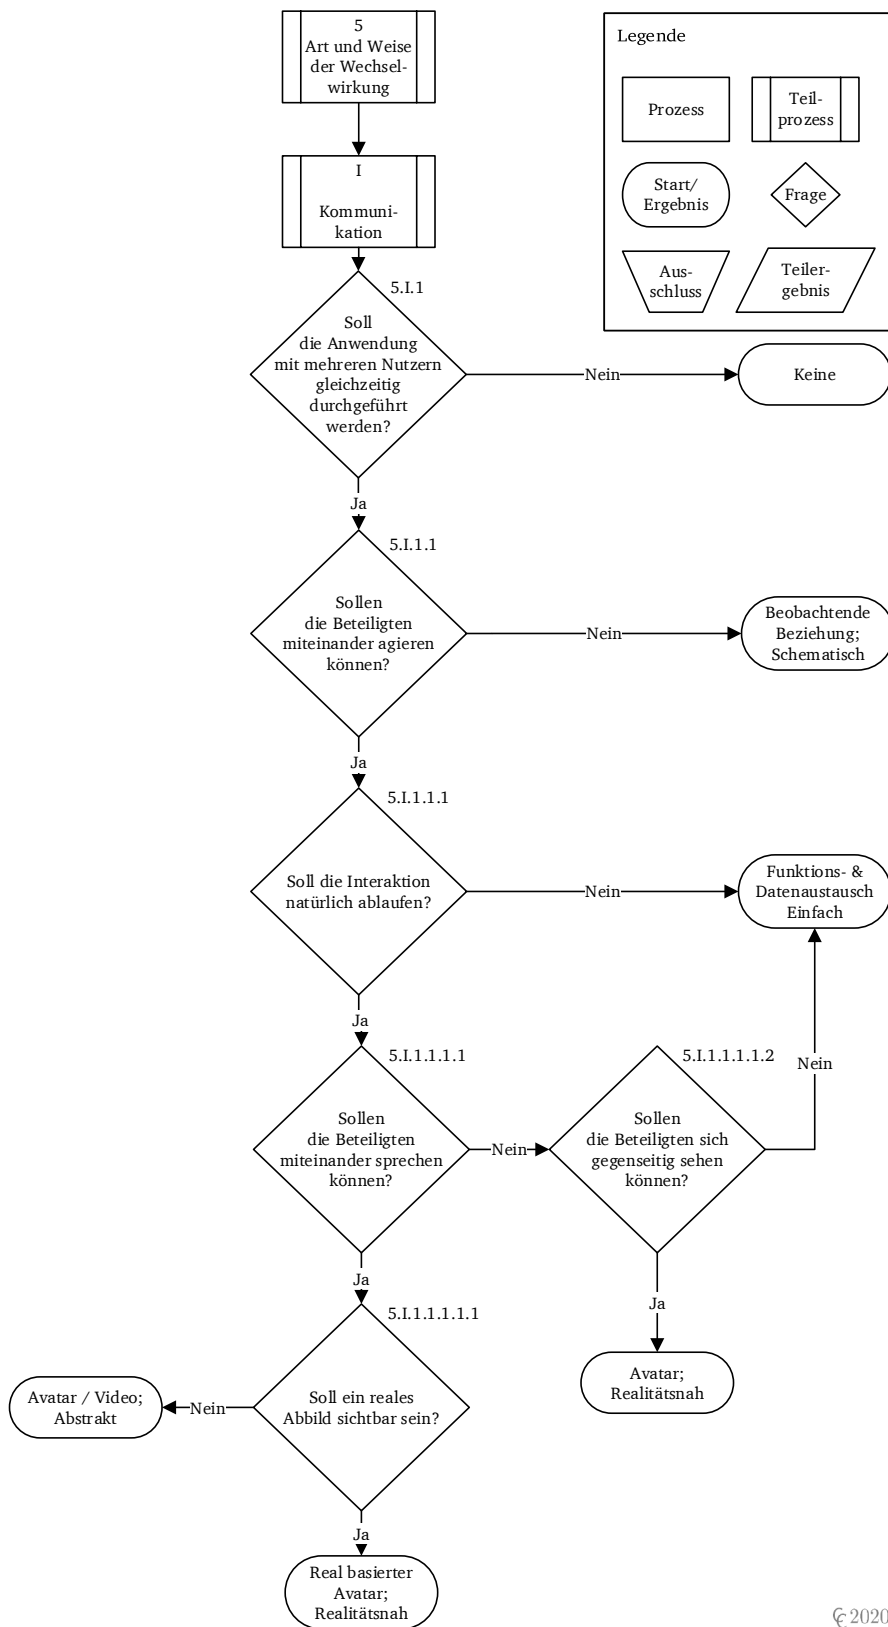 5
Art und Weise
der Wechsel-
wirkung
Legende
Prozess
Teil-
prozess
Start/
Ergebnis
Frage
Aus-
schluss
Teiler-
gebnis
I
Kommuni-
kation
5.I.1
Soll
die Anwendung
mit mehreren Nutzern
gleichzeitig
durchgeführt
werden?
Nein
Keine
Ja
5.I.1.1
Sollen
die Beteiligten
miteinander agieren
können?
Nein
Beobachtende
Beziehung;
Schematisch
Ja
5.I.1.1.1
Soll die Interaktion
natürlich ablaufen?
Nein
Funktions- &
Datenaustausch
Einfach
Ja
5.I.1.1.1.1
Sollen
die Beteiligten
miteinander sprechen
können?
Nein
5.I.1.1.1.1.2
Sollen
die Beteiligten sich
gegenseitig sehen
können?
Nein
Ja
Avatar;
Realitätsnah
Ja
5.I.1.1.1.1.1
Soll ein reales
Abbild sichtbar sein?
Nein
Avatar / Video;
Abstrakt
Ja
Real basierter
Avatar;
Realitätsnah
2020